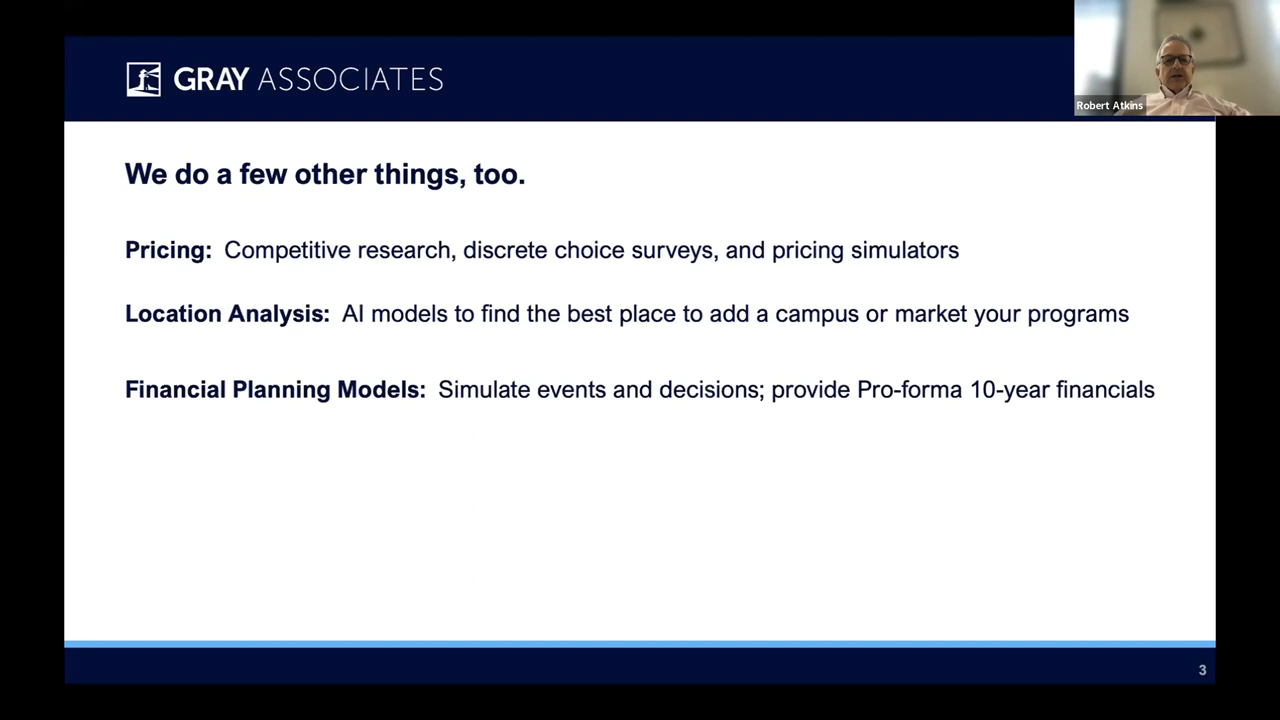 GRAY ASSOCIATES
Robert Atkins
We do a few other things, too.
Pricing: Competitive research, discrete choice surveys, and pricing simulators
Location Analysis: AI models to find the best place to add a campus or market your programs
Financial Planning Models: Simulate events and decisions; provide Pro-forma 10-year financials
3